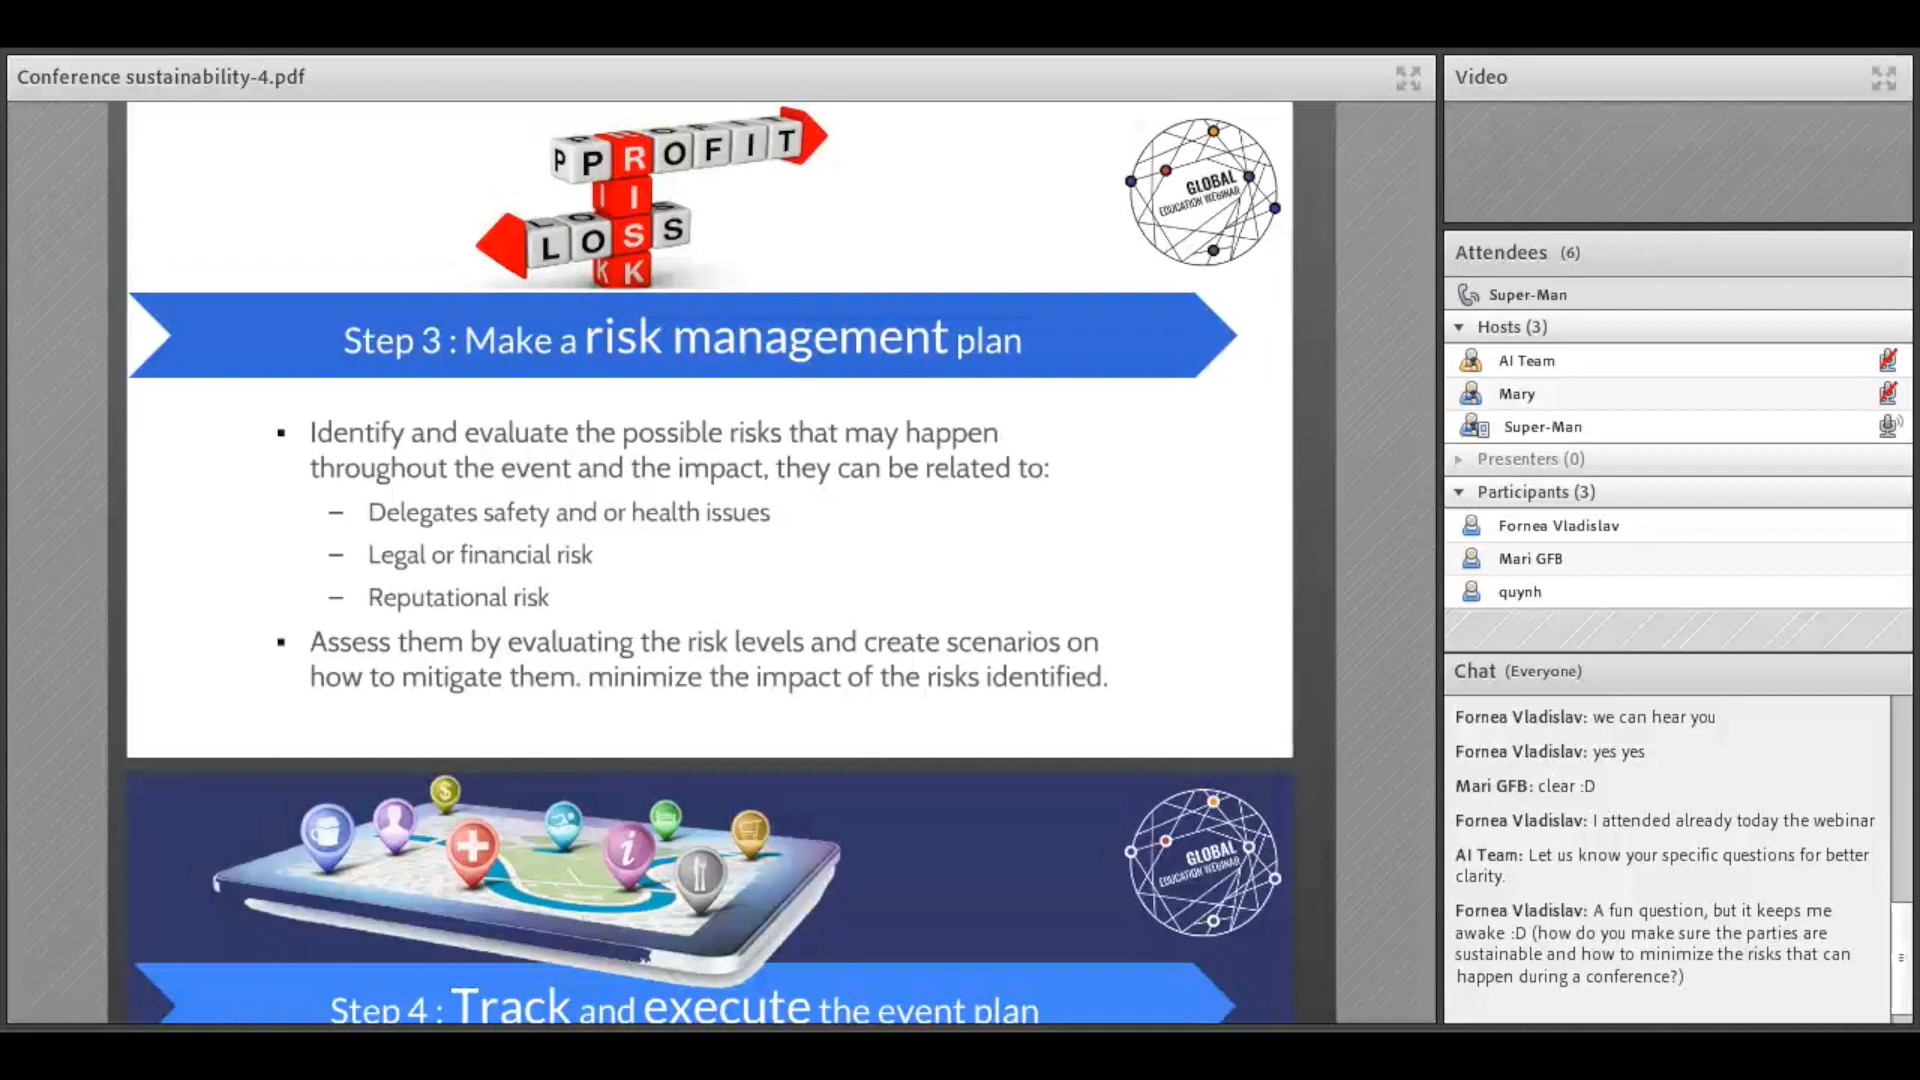 Conference sustainability-4.pdf
PROFIT
RISK
LOSS
GLOBAL
EDUCATION WEBINAR
Step 3 : Make a risk management plan
▪ Identify and evaluate the possible risks that may happen
throughout the event and the impact, they can be related to:
– Delegates safety and or health issues
– Legal or financial risk
– Reputational risk
▪ Assess them by evaluating the risk levels and create scenarios on
how to mitigate them. minimize the impact of the risks identified.
$
i
GLOBAL
EDUCATION WEBINAR
Step 4 : Track and execute the event plan
Video
Attendees (6)
Super-Man
Hosts (3)
AI Team
Mary
Super-Man
Presenters (0)
Participants (3)
Fornea Vladislav
Mari GFB
quynh
Chat (Everyone)
Fornea Vladislav: we can hear you
Fornea Vladislav: yes yes
Mari GFB: clear :D
Fornea Vladislav: I attended already today the webinar
AI Team: Let us know your specific questions for better
clarity.
Fornea Vladislav: A fun question, but it keeps me
awake :D (how do you make sure the parties are
sustainable and how to minimize the risks that can
happen during a conference?)